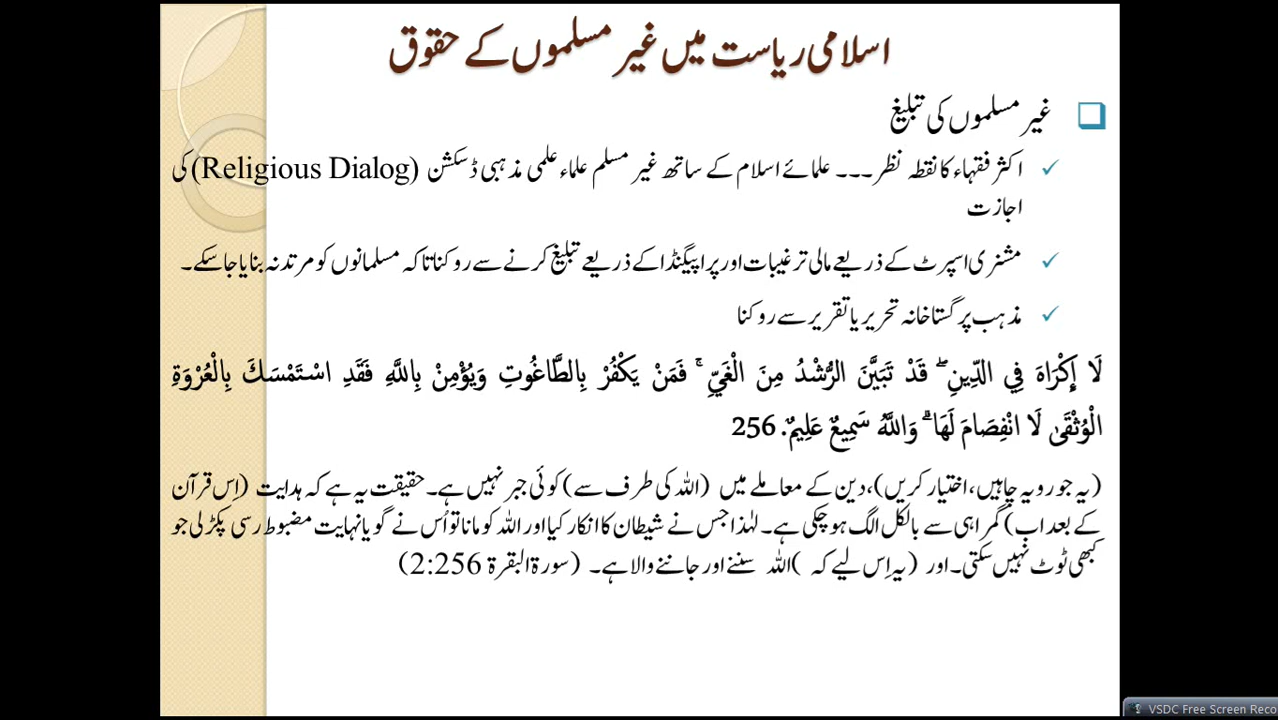 اسلامی ریاست میں غیر مسلموں کے حقوق
غیر مسلموں کی تبلیغ
اکثر فقہاء کا نقطہ نظر ۔۔۔ علمائے اسلام کے ساتھ غیر مسلم علماء علمی مذہبی ڈسکشن (Religious Dialog) کی
اجازت
مشنری اسپرٹ کے ذریعے مالی ترغیبات اور پراپیگنڈا کے ذریعے تبلیغ کرنے سے روکنا تاکہ مسلمانوں کو مرتد نہ بنایا جا سکے۔
مذہب پر گستاخانہ تحریر یا تقریر سے روکنا
لَا إِكْرَاهَ فِي الدِّينِ ۖ قَدْ تَبَيَّنَ الرُّشْدُ مِنَ الْغَيِّ ۚ فَمَنْ يَكْفُرْ بِالطَّاغُوتِ وَيُؤْمِنْ بِاللَّهِ فَقَدِ اسْتَمْسَكَ بِالْعُرْوَةِ
الْوُثْقَىٰ لَا انْفِصَامَ لَهَا ۗ وَاللَّهُ سَمِيعٌ عَلِيمٌ. 256
(یہ جو رویہ چاہیں، اختیار کریں)، دین کے معاملے میں (اللہ کی طرف سے) کوئی جبر نہیں ہے۔ حقیقت یہ ہے کہ ہدایت (اِس قرآن
کے بعد اب) گمراہی سے بالکل الگ ہو چکی ہے۔ لہٰذا جس نے شیطان کا انکار کیا اور اللہ کو مانا تو اُس نے گویا نہایت مضبوط رسی پکڑ لی جو
کبھی ٹوٹ نہیں سکتی۔ اور (یہ اِس لیے کہ ) اللہ سننے اور جاننے والا ہے۔ (سورۃ البقرۃ 2:256)
VSDC Free Screen Reco